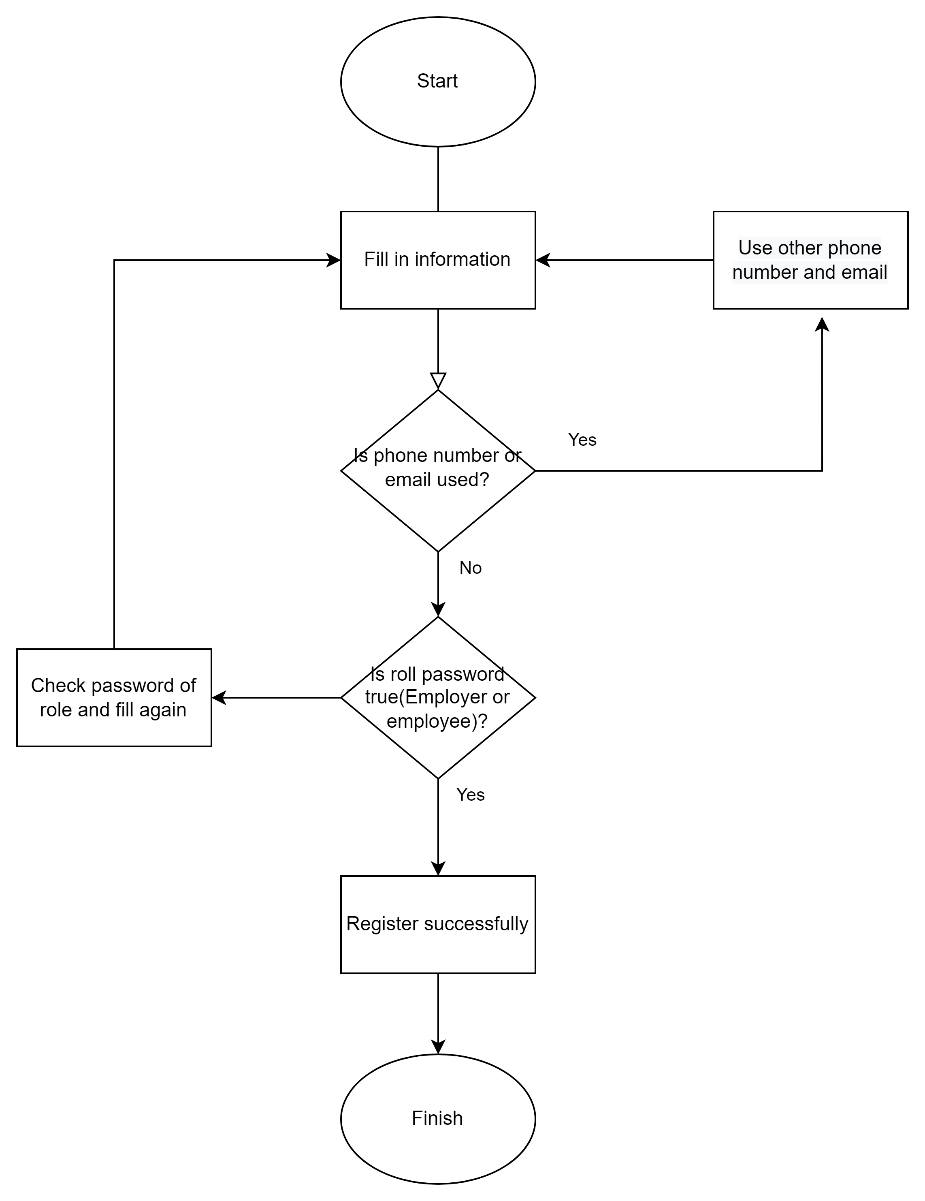 Start
Fill in information
Use other phone
number and email
Is phone number or
email used?
Yes
No
Is roll password
true(Employer or
employee)?
Check password of
role and fill again
Yes
Register successfully
Finish